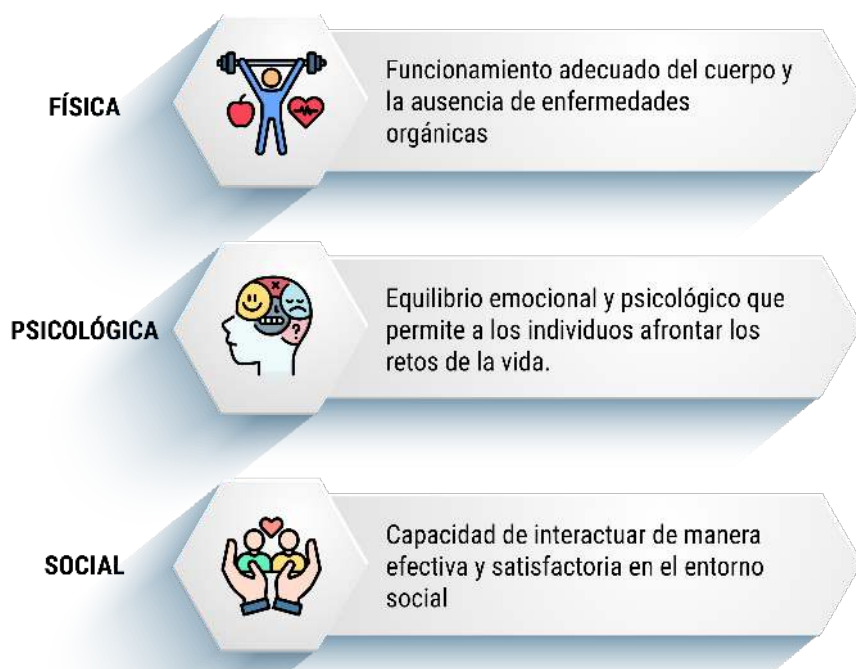 FÍSICA
Funcionamiento adecuado del cuerpo y
la ausencia de enfermedades
orgánicas
PSICOLÓGICA
Equilibrio emocional y psicológico que
permite a los individuos afrontar los
retos de la vida.
SOCIAL
Capacidad de interactuar de manera
efectiva y satisfactoria en el entorno
social